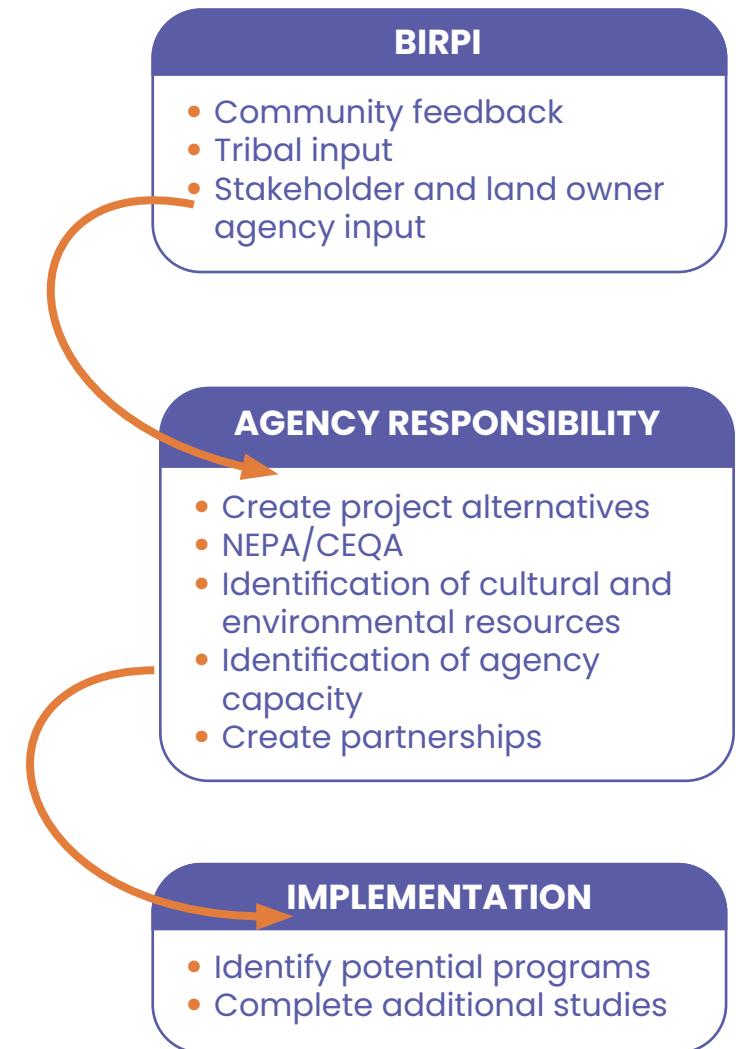 BIRPI
• Community feedback
• Tribal input
• Stakeholder and land owner
agency input
AGENCY RESPONSIBILITY
• Create project alternatives
• NEPA/CEQA
• Identification of cultural and
environmental resources
• Identification of agency
capacity
• Create partnerships
IMPLEMENTATION
• Identify potential programs
• Complete additional studies